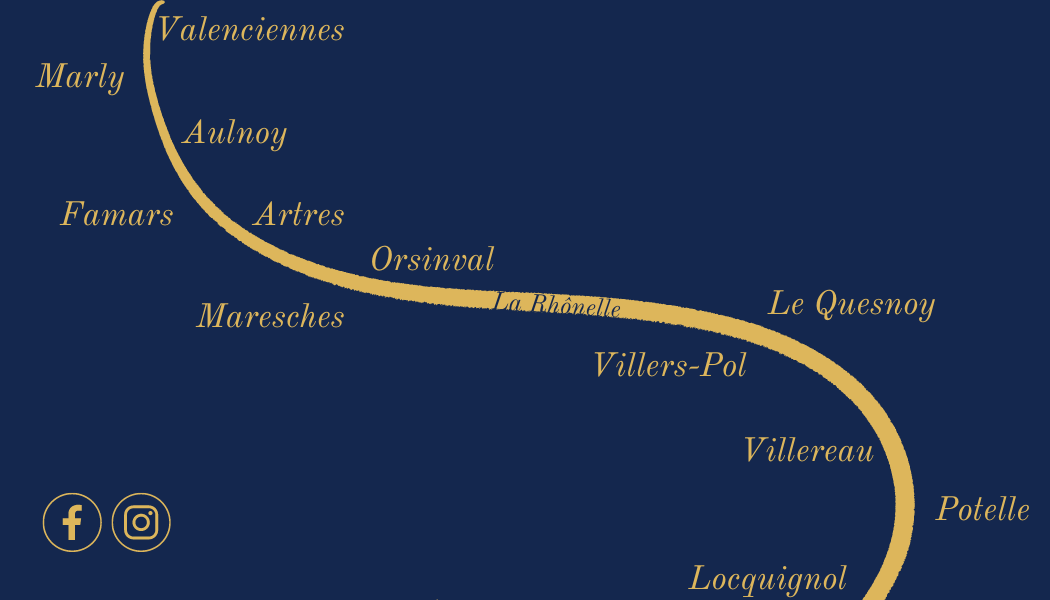 Valenciennes
Marly
Aulnoy
Famars
Artres
Orsinval
La Rhônelle
Le Quesnoy
Maresches
Villers-Pol
Villereau
Potelle
Locquignol